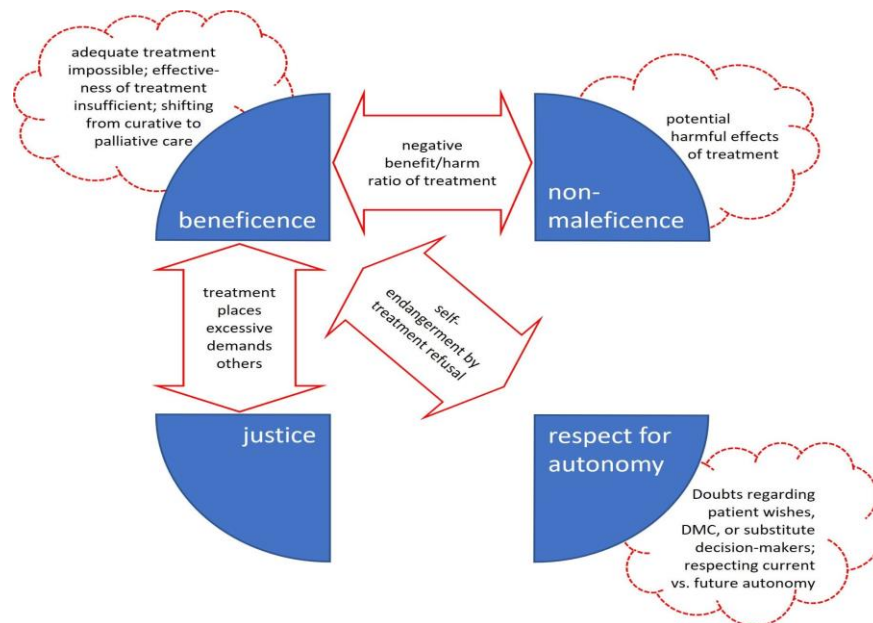 adequate treatment
impossible; effective-
ness of treatment
insufficient; shifting
from curative to
palliative care
beneficence
negative
benefit/harm
ratio of treatment
potential
harmful effects
of treatment
non-
maleficence
treatment
places
excessive
demands
others
self-
endangerment by
treatment refusal
justice
respect for
autonomy
Doubts regarding
patient wishes,
DMC, or substitute
decision-makers;
respecting current
vs. future autonomy